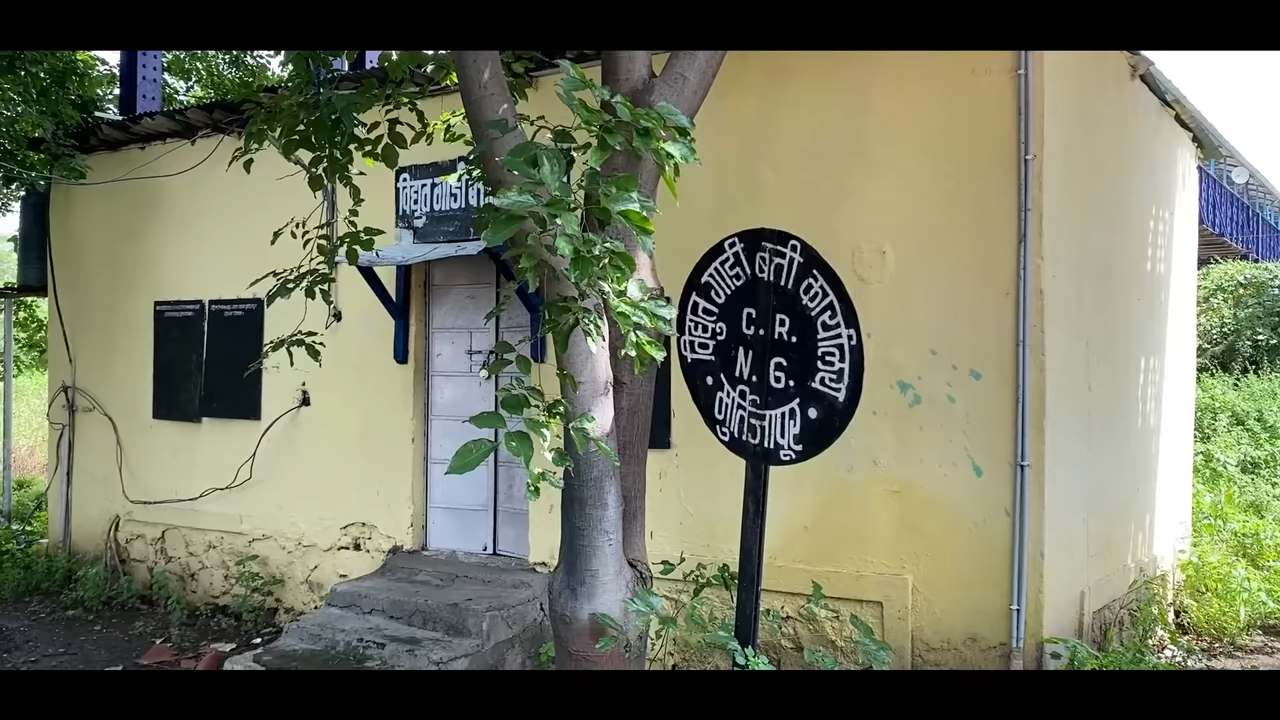 विद्युत गाडी
विद्युत गाडी बत्ती कार्यालय
C. R.
N. G.
मुर्तिजापूर